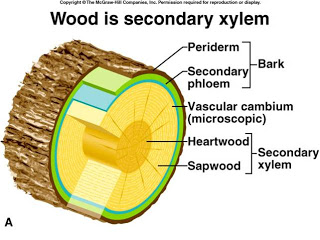 Copyright © The McGraw-Hill Companies, Inc. Permission required for reproduction or display.
Wood is secondary xylem
Periderm
Secondary
phloem
Bark
Vascular cambium
(microscopic)
Heartwood
Sapwood
Secondary
xylem
A